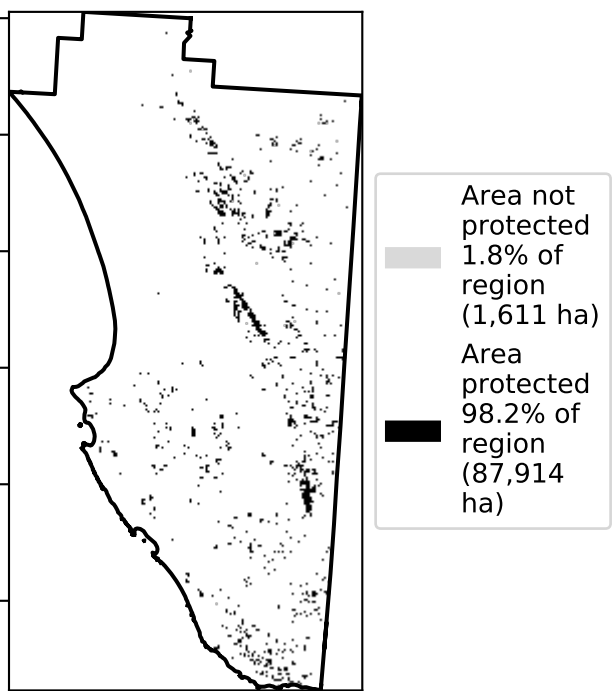 Area not
protected
1.8% of
region
(1,611 ha)
Area
protected
98.2% of
region
(87,914
ha)